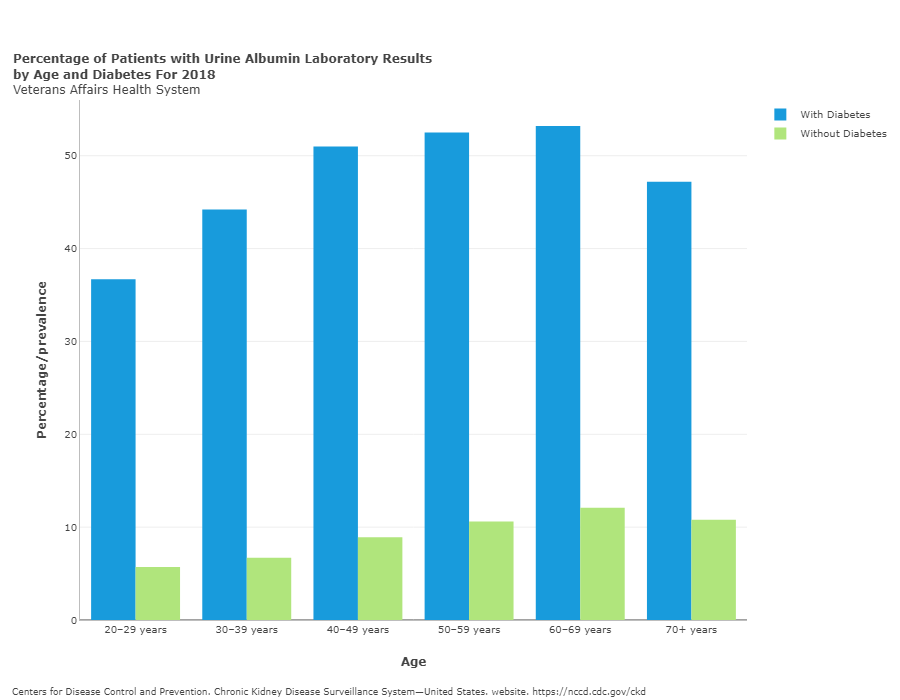 Percentage of Patients with Urine Albumin Laboratory Results
by Age and Diabetes For 2018
Veterans Affairs Health System
With Diabetes
Without Diabetes
Percentage/prevalence
50
40
30
20
10
0
20–29 years
30–39 years
40–49 years
50–59 years
60–69 years
70+ years
Age
Centers for Disease Control and Prevention. Chronic Kidney Disease Surveillance System—United States. website. https://nccd.cdc.gov/ckd